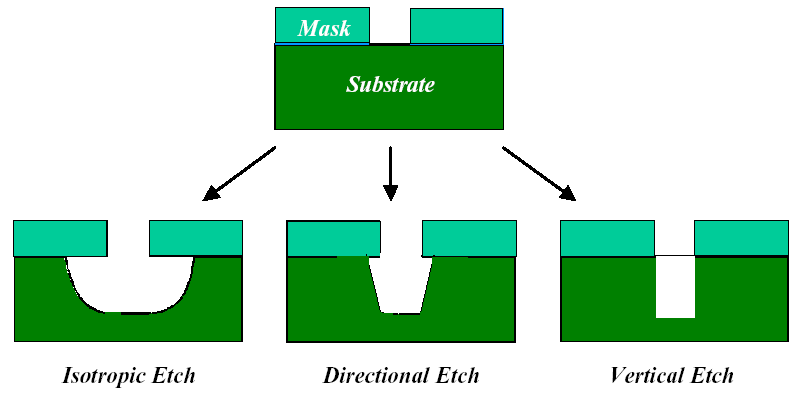 Mask
Substrate
Isotropic Etch
Directional Etch
Vertical Etch